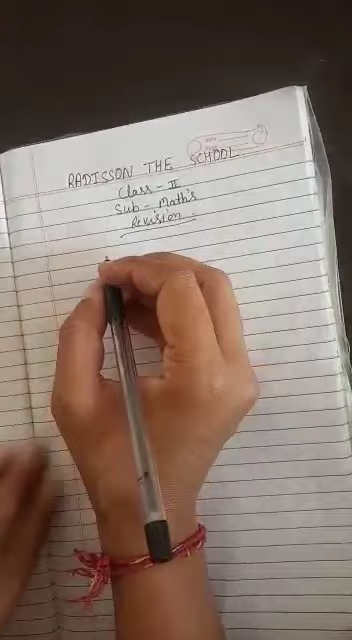 RADISSON THE SCHOOL
Class - II
Sub - Math's
Revision.